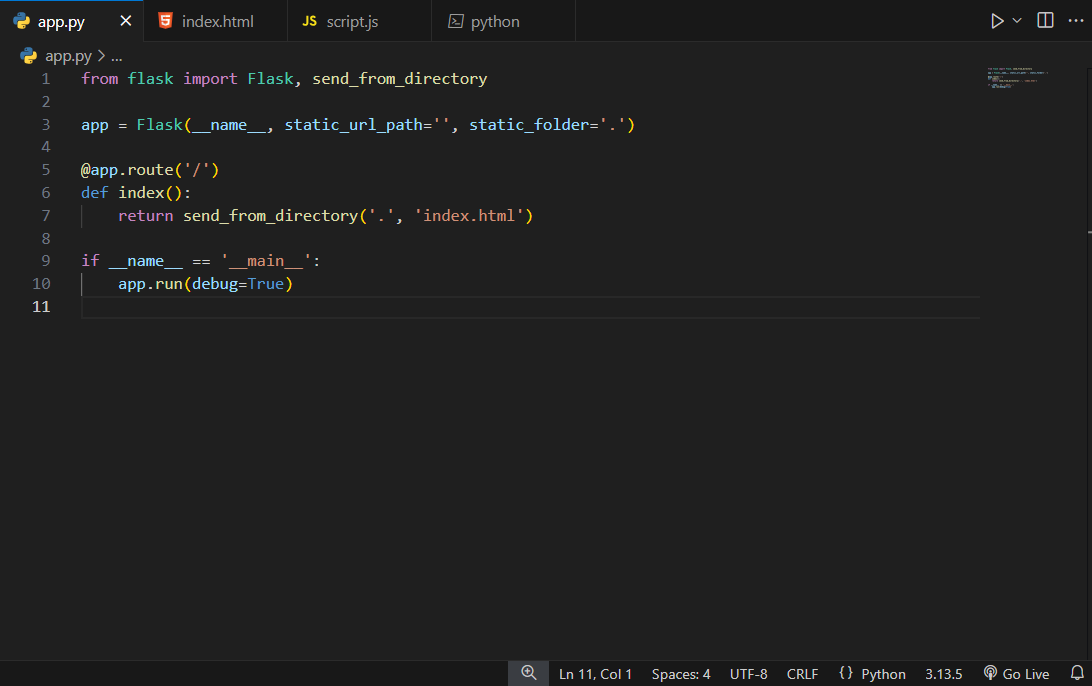 app.py
index.html
JS script.js
python
app.py > ...
1 from flask import Flask, send_from_directory
2
3 app = Flask(__name__, static_url_path='', static_folder='.')
4
5 @app.route('/')
6 def index():
7     return send_from_directory('.', 'index.html')
8
9 if __name__ == '__main__':
10     app.run(debug=True)
11
Ln 11, Col 1 Spaces: 4 UTF-8 CRLF {} Python 3.13.5 Go Live